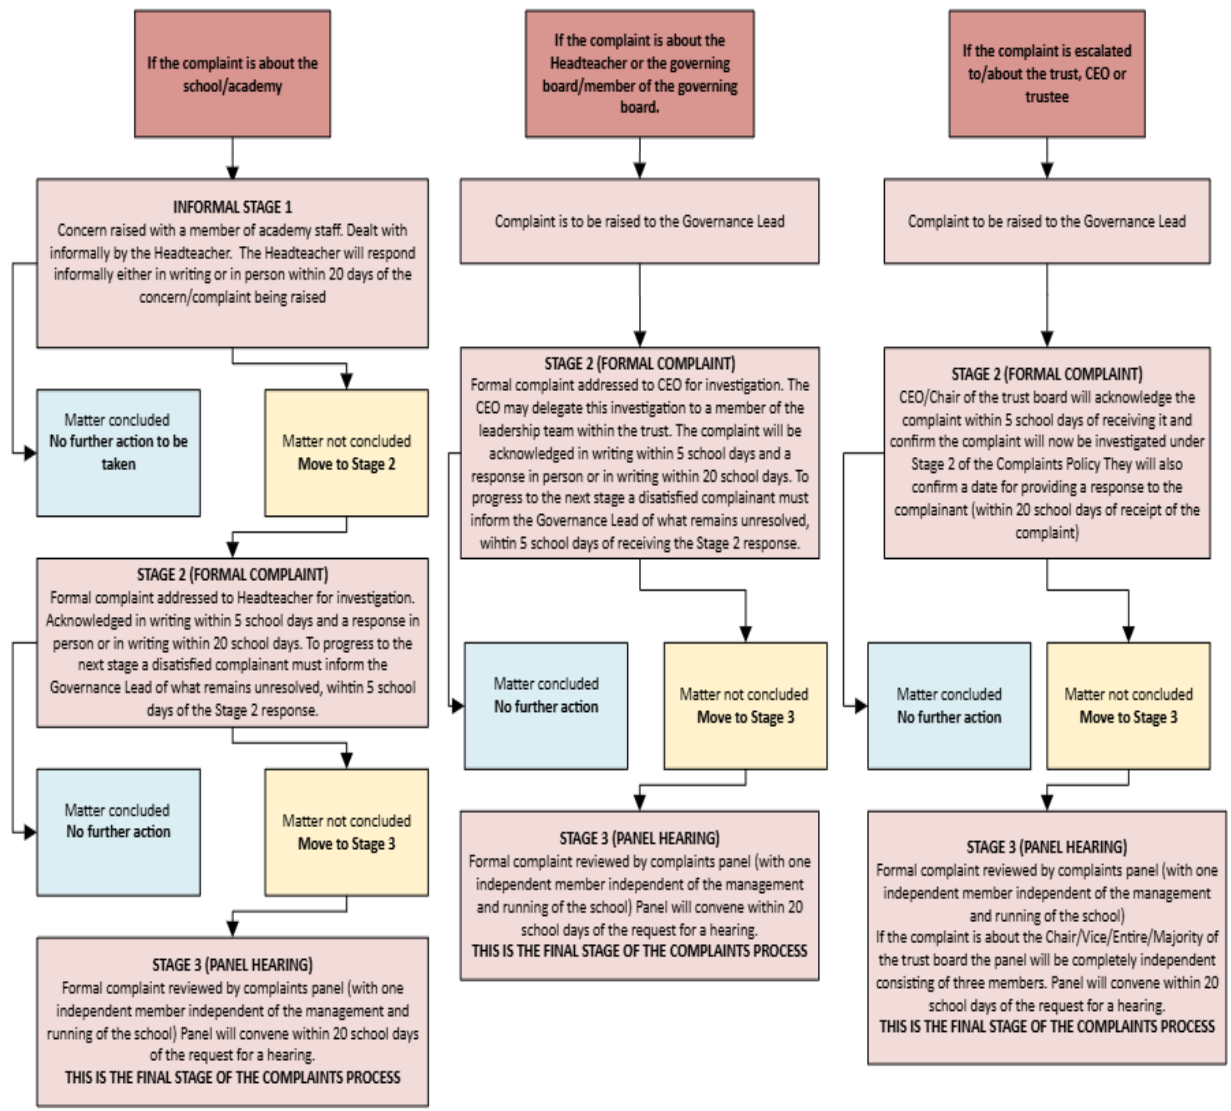 If the complaint is about the
school/academy
INFORMAL STAGE 1
Concern raised with a member of academy staff. Dealt with
informally by the Headteacher.  The Headteacher will respond
informally either in writing or in person within 20 days of the
concern/complaint being raised
Matter concluded
No further action to be
taken
Matter not concluded
Move to Stage 2
STAGE 2 (FORMAL COMPLAINT)
Formal complaint addressed to Headteacher for investigation.
Acknowledged in writing within 5 school days and a response in
person or in writing within 20 school days. To progress to the
next stage a disatisfied complainant must inform the
Governance Lead of what remains unresolved, wihtin 5 school
days of the Stage 2 response.
Matter concluded
No further action
Matter not concluded
Move to Stage 3
STAGE 3 (PANEL HEARING)
Formal complaint reviewed by complaints panel (with one
independent member independent of the management and
running of the school) Panel will convene within 20 school days
of the request for a hearing.
THIS IS THE FINAL STAGE OF THE COMPLAINTS PROCESS
If the complaint is about the
Headteacher or the governing
board/member of the governing
board.
Complaint is to be raised to the Governance Lead
STAGE 2 (FORMAL COMPLAINT)
Formal complaint addressed to CEO for investigation. The
CEO may delegate this investigation to a member of the
leadership team within the trust. The complaint will be
acknowledged in writing within 5 school days and a
response in person or in writing within 20 school days. To
progress to the next stage a disatisfied complainant must
inform the Governance Lead of what remains unresolved,
wihtin 5 school days of receiving the Stage 2 response.
Matter concluded
No further action
Matter not concluded
Move to Stage 3
STAGE 3 (PANEL HEARING)
Formal complaint reviewed by complaints panel (with one
independent member independent of the management
and running of the school) Panel will convene within 20
school days of the request for a hearing.
THIS IS THE FINAL STAGE OF THE COMPLAINTS PROCESS
If the complaint is escalated
to/about the trust, CEO or
trustee
Complaint to be raised to the Governance Lead
STAGE 2 (FORMAL COMPLAINT)
CEO/Chair of the trust board will acknowledge the
complaint within 5 school days of receiving it and
confirm the complaint will now be investigated under
Stage 2 of the Complaints Policy They will also
confirm a date for providing a response to the
complainant (within 20 school days of receipt of the
complaint)
Matter concluded
No further action
Matter not concluded
Move to Stage 3
STAGE 3 (PANEL HEARING)
Formal complaint reviewed by complaints panel (with one
independent member independent of the management
and running of the school)
If the complaint is about the Chair/Vice/Entire/Majority of
the trust board the panel will be completely independent
consisting of three members. Panel will convene within 20
school days of the request for a hearing.
THIS IS THE FINAL STAGE OF THE COMPLAINTS PROCESS